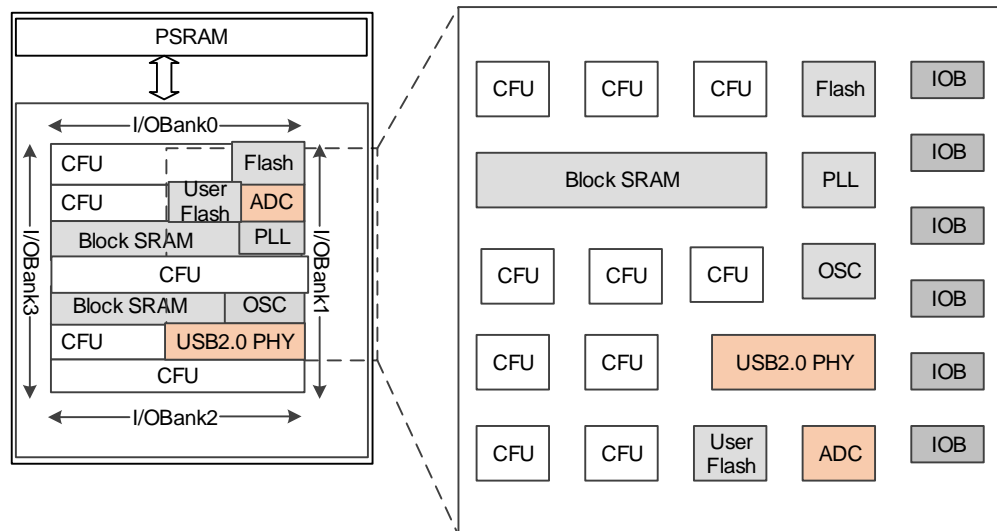 PSRAM
I/OBank0
CFU
Flash
CFU
User
Flash
ADC
Block SRAM
PLL
CFU
Block SRAM
OSC
CFU
USB2.0 PHY
CFU
I/OBank3
I/OBank1
I/OBank2
CFU
CFU
CFU
Flash
IOB
Block SRAM
PLL
IOB
CFU
CFU
CFU
OSC
IOB
IOB
CFU
CFU
USB2.0 PHY
IOB
CFU
CFU
User
Flash
ADC
IOB